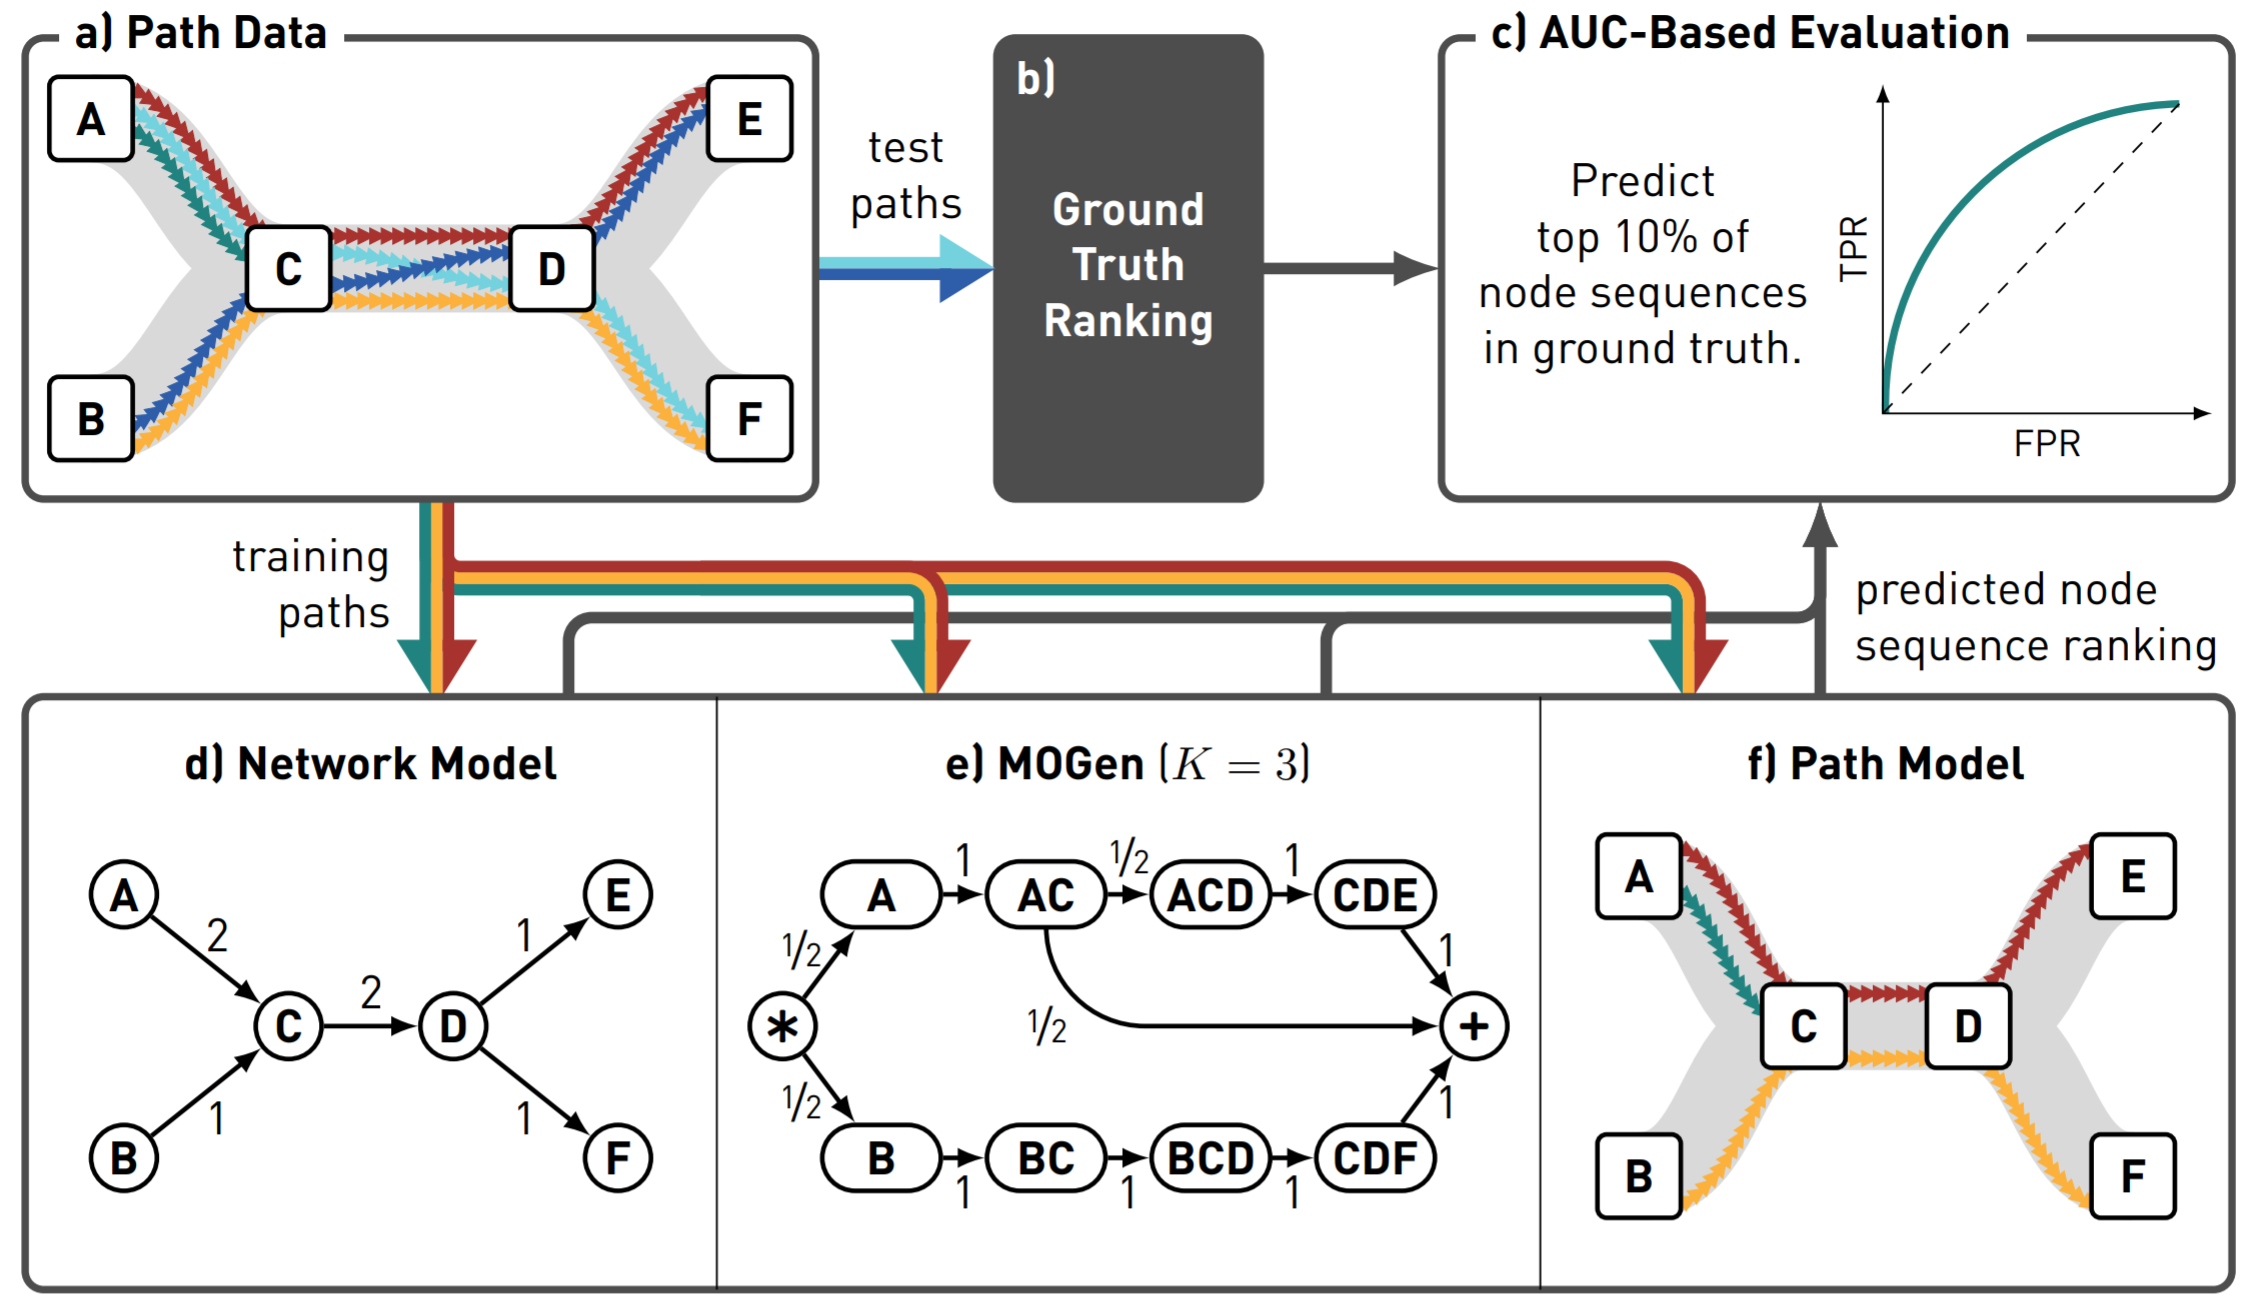 a) Path Data
A
E
C
D
B
F
test
paths
b)
Ground
Truth
Ranking
c) AUC-Based Evaluation
Predict
top 10% of
node sequences
in ground truth.
TPR
FPR
training
paths
predicted node
sequence ranking
d) Network Model
A
E
2
1
2
C
D
1
1
B
F
e) MOGen (K = 3)
1
1/2
1
A
AC
ACD
CDE
1/2
1
*
1/2
+
1/2
1
B
BC
BCD
CDF
1
1
1
f) Path Model
A
E
C
D
B
F